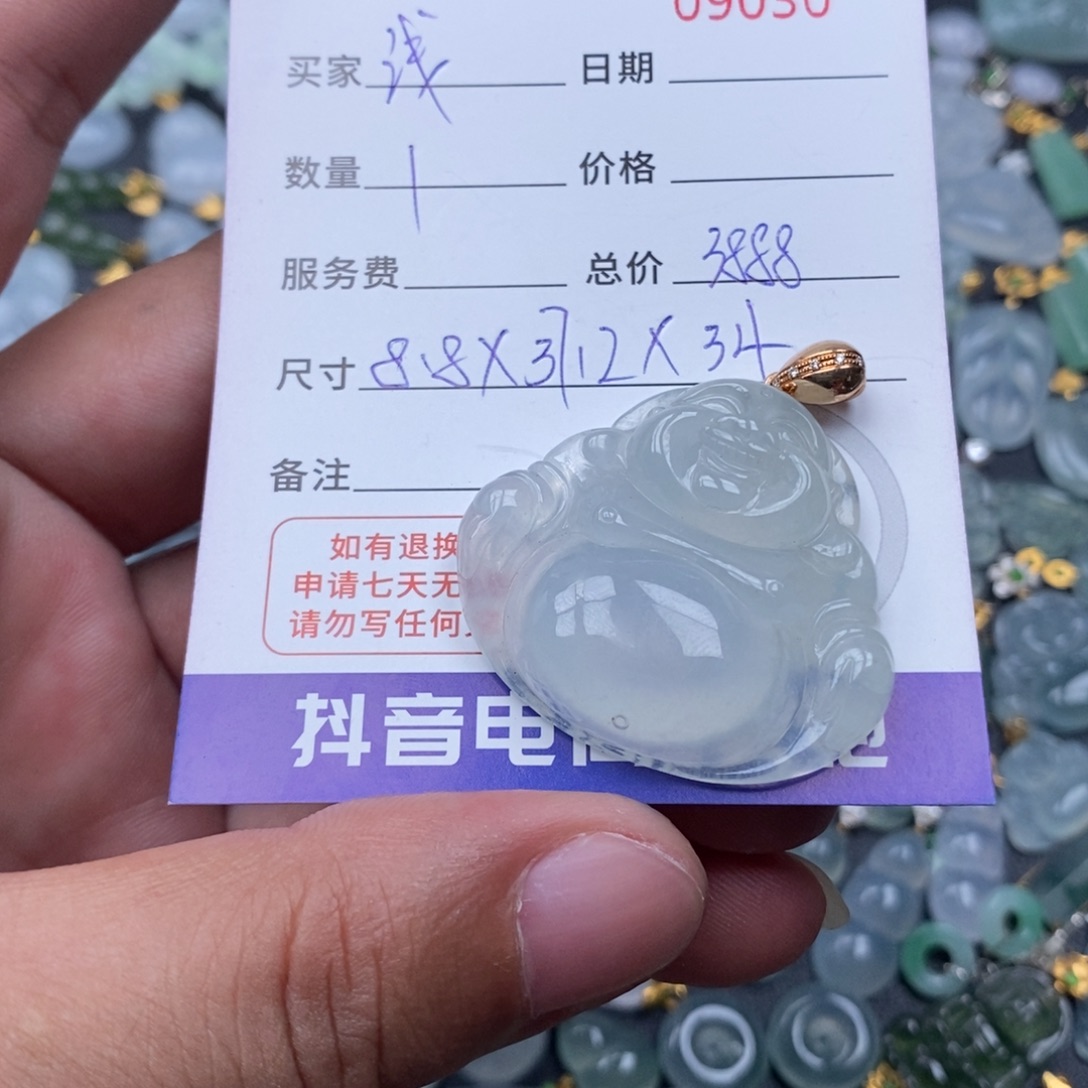 09030
买家 浅 日期
数量 1 价格
服务费 总价 3888
尺寸 8.8X37.2X34
备注
如有退换
申请七天无
请勿写任何
抖音电